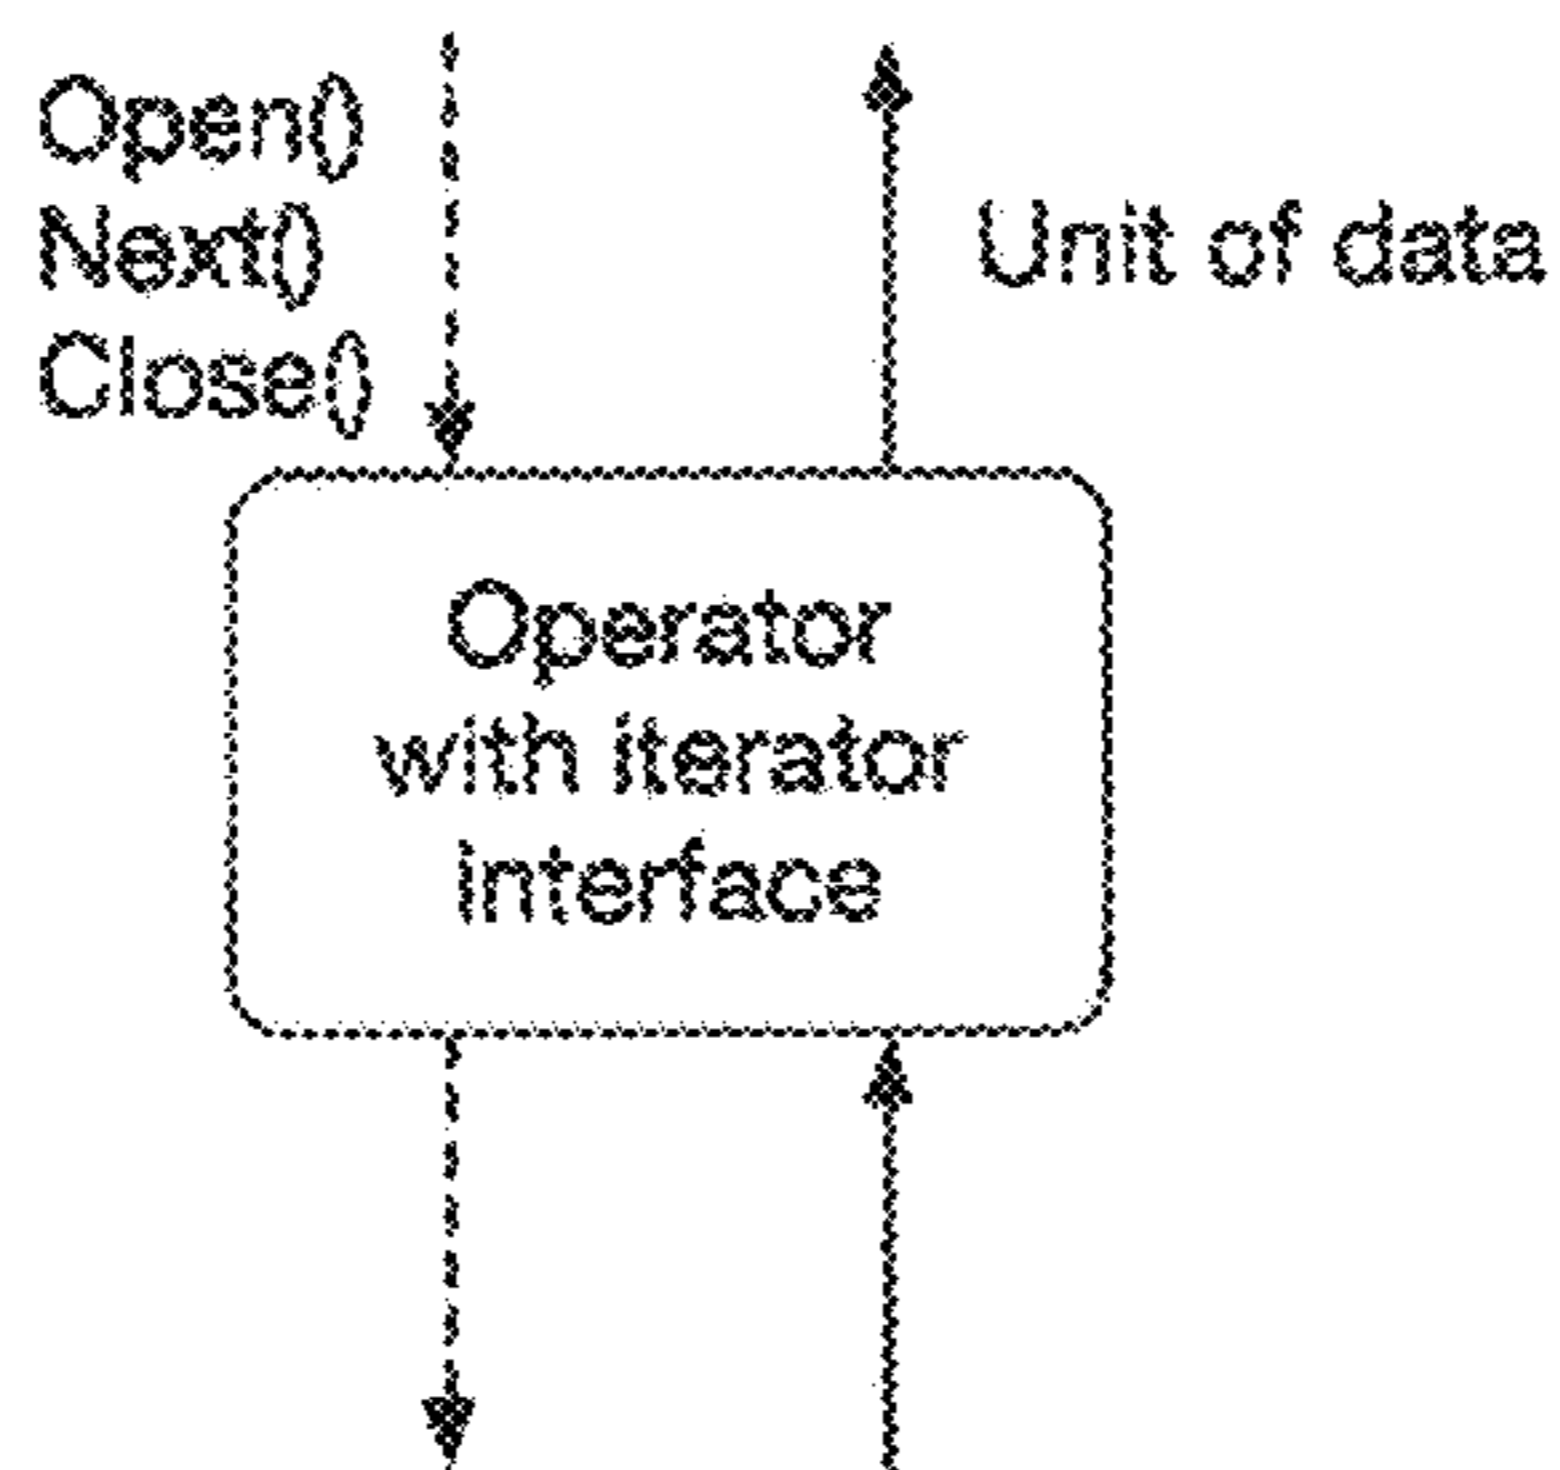 Open()
Next()
Close()
Unit of data
Operator
with iterator
interface